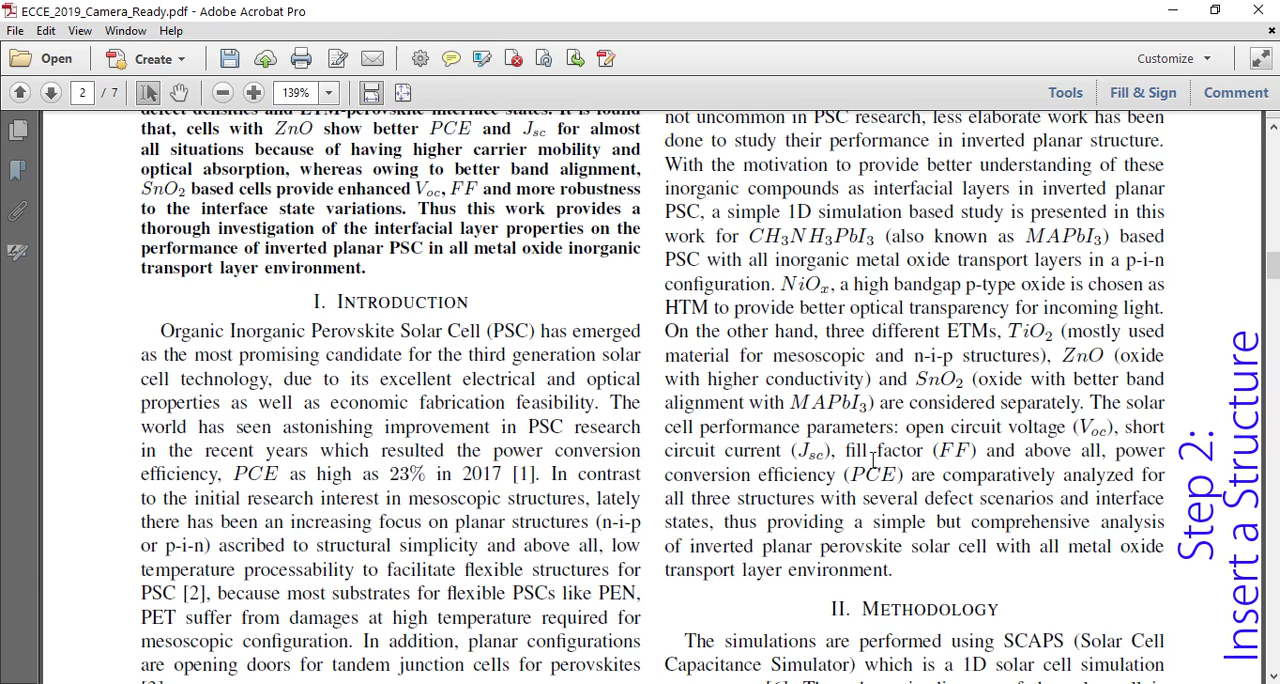 ECCE_2019_Camera_Ready.pdf - Adobe Acrobat Pro
File Edit View Window Help
Open Create Customize
2 / 7 139% Tools Fill & Sign Comment
defect densities and ETM-perovskite interface states. It is found
that, cells with ZnO show better PCE and Jsc for almost
all situations because of having higher carrier mobility and
optical absorption, whereas owing to better band alignment,
SnO2 based cells provide enhanced Voc, FF and more robustness
to the interface state variations. Thus this work provides a
thorough investigation of the interfacial layer properties on the
performance of inverted planar PSC in all metal oxide inorganic
transport layer environment.
I. INTRODUCTION
Organic Inorganic Perovskite Solar Cell (PSC) has emerged
as the most promising candidate for the third generation solar
cell technology, due to its excellent electrical and optical
properties as well as economic fabrication feasibility. The
world has seen astonishing improvement in PSC research
in the recent years which resulted the power conversion
efficiency, PCE as high as 23% in 2017 [1]. In contrast
to the initial research interest in mesoscopic structures, lately
there has been an increasing focus on planar structures (n-i-p
or p-i-n) ascribed to structural simplicity and above all, low
temperature processability to facilitate flexible structures for
PSC [2], because most substrates for flexible PSCs like PEN,
PET suffer from damages at high temperature required for
mesoscopic configuration. In addition, planar configurations
are opening doors for tandem junction cells for perovskites
not uncommon in PSC research, less elaborate work has been
done to study their performance in inverted planar structure.
With the motivation to provide better understanding of these
inorganic compounds as interfacial layers in inverted planar
PSC, a simple 1D simulation based study is presented in this
work for CH3NH3PbI3 (also known as MAPbI3) based
PSC with all inorganic metal oxide transport layers in a p-i-n
configuration. NiOx, a high bandgap p-type oxide is chosen as
HTM to provide better optical transparency for incoming light.
On the other hand, three different ETMs, TiO2 (mostly used
material for mesoscopic and n-i-p structures), ZnO (oxide
with higher conductivity) and SnO2 (oxide with better band
alignment with MAPbI3) are considered separately. The solar
cell performance parameters: open circuit voltage (Voc), short
circuit current (Jsc), fill factor (FF) and above all, power
conversion efficiency (PCE) are comparatively analyzed for
all three structures with several defect scenarios and interface
states, thus providing a simple but comprehensive analysis
of inverted planar perovskite solar cell with all metal oxide
transport layer environment.
II. METHODOLOGY
The simulations are performed using SCAPS (Solar Cell
Capacitance Simulator) which is a 1D solar cell simulation
Step 2:
Insert a Structure